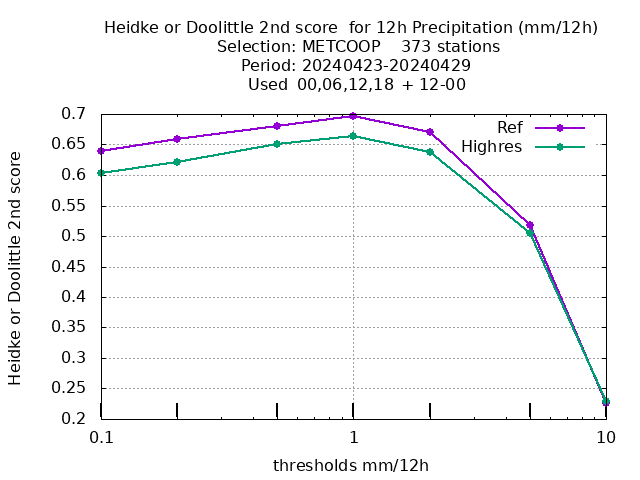 Heidke or Doolittle 2nd score  for 12h Precipitation (mm/12h)
Selection: METCOOP    373 stations
Period: 20240423-20240429
Used  00,06,12,18  + 12-00
Heidke or Doolittle 2nd score
0.7
0.65
0.6
0.55
0.5
0.45
0.4
0.35
0.3
0.25
0.2
Ref
Highres
0.1
1
10
thresholds mm/12h